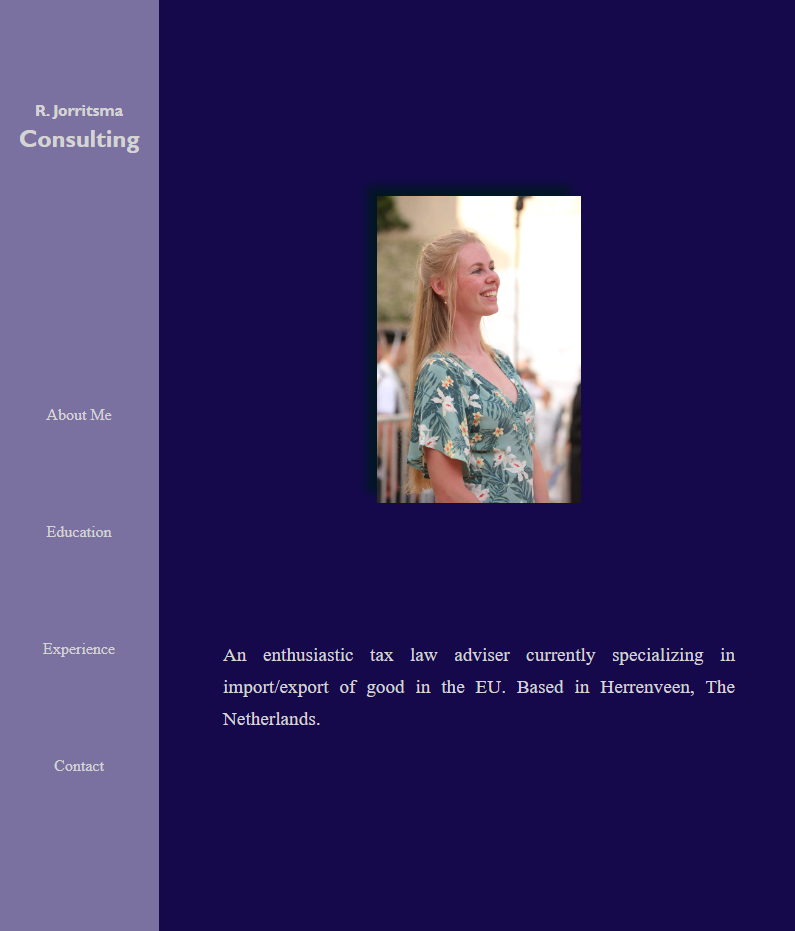 R. Jorritsma
Consulting
About Me
Education
Experience
Contact
An enthusiastic tax law adviser currently specializing in
import/export of good in the EU. Based in Herrenveen, The
Netherlands.